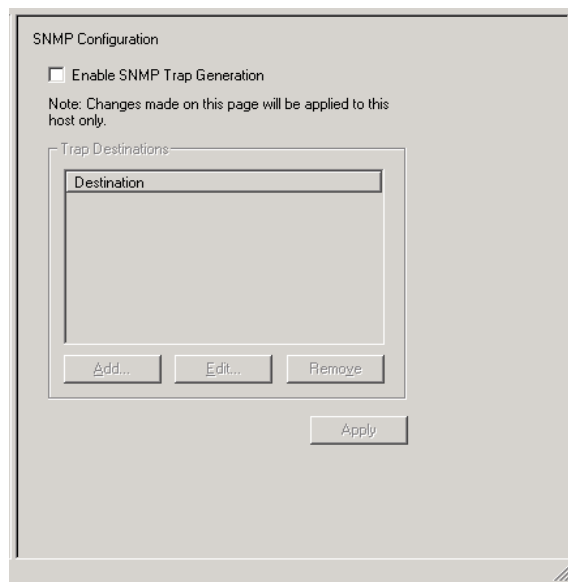 SNMP Configuration
Enable SNMP Trap Generation
Note: Changes made on this page will be applied to this
host only.
Trap Destinations
Destination
Add...
Edit...
Remove
Apply